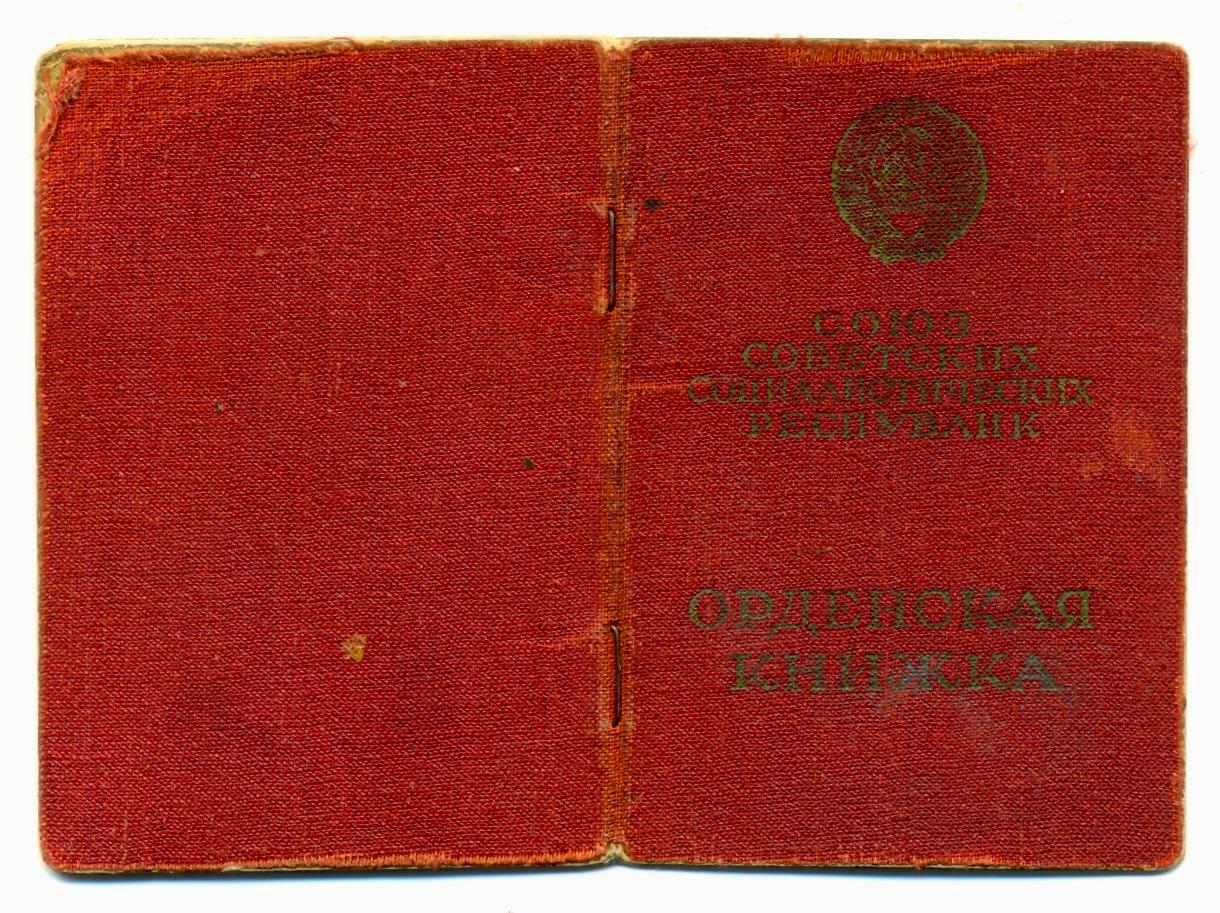 СОЮЗ
СОВЕТСКИХ
СОЦИАЛИСТИЧЕСКИХ
РЕСПУБЛИК
ОРДЕНСКАЯ
КНИЖКА